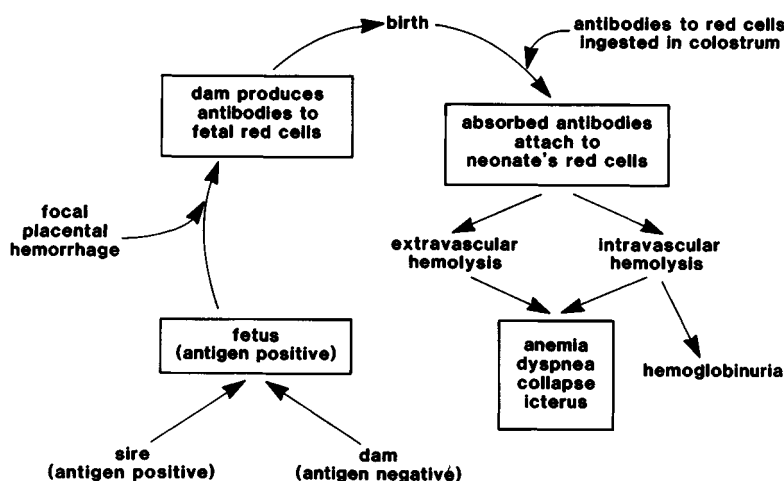 birth
antibodies to red cells
ingested in colostrum
dam produces
antibodies to
fetal red cells
absorbed antibodies
attach to
neonate's red cells
focal
placental
hemorrhage
extravascular
hemolysis
intravascular
hemolysis
fetus
(antigen positive)
anemia
dyspnea
collapse
icterus
hemoglobinuria
sire
(antigen positive)
dam
(antigen negative)